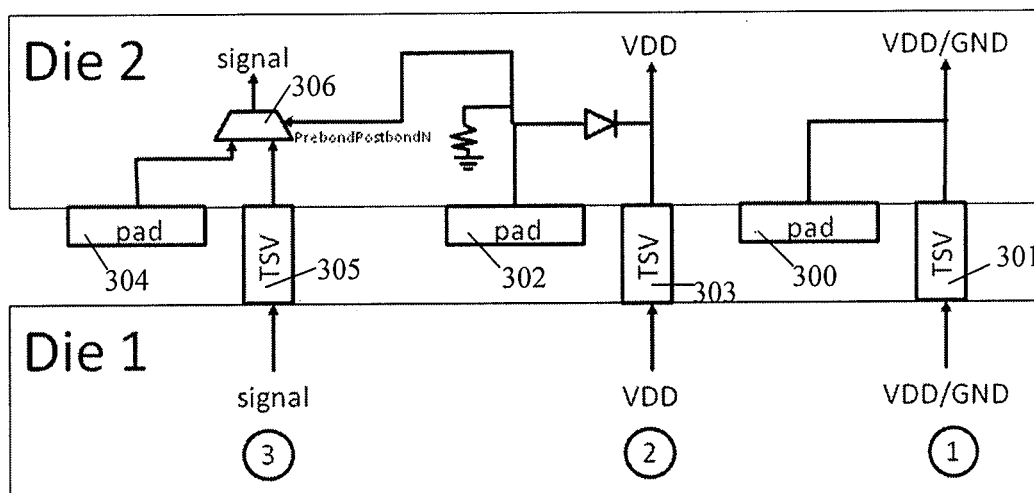 Die 2
signal
VDD
VDD/GND
306
PrebondPostbondN
pad
304
TSV
305
pad
302
TSV
303
pad
300
TSV
301
Die 1
signal
VDD
VDD/GND
3
2
1